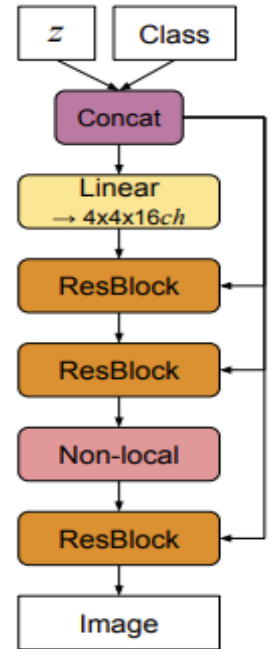 z
Class
Concat
Linear
→ 4x4x16ch
ResBlock
ResBlock
Non-local
ResBlock
Image